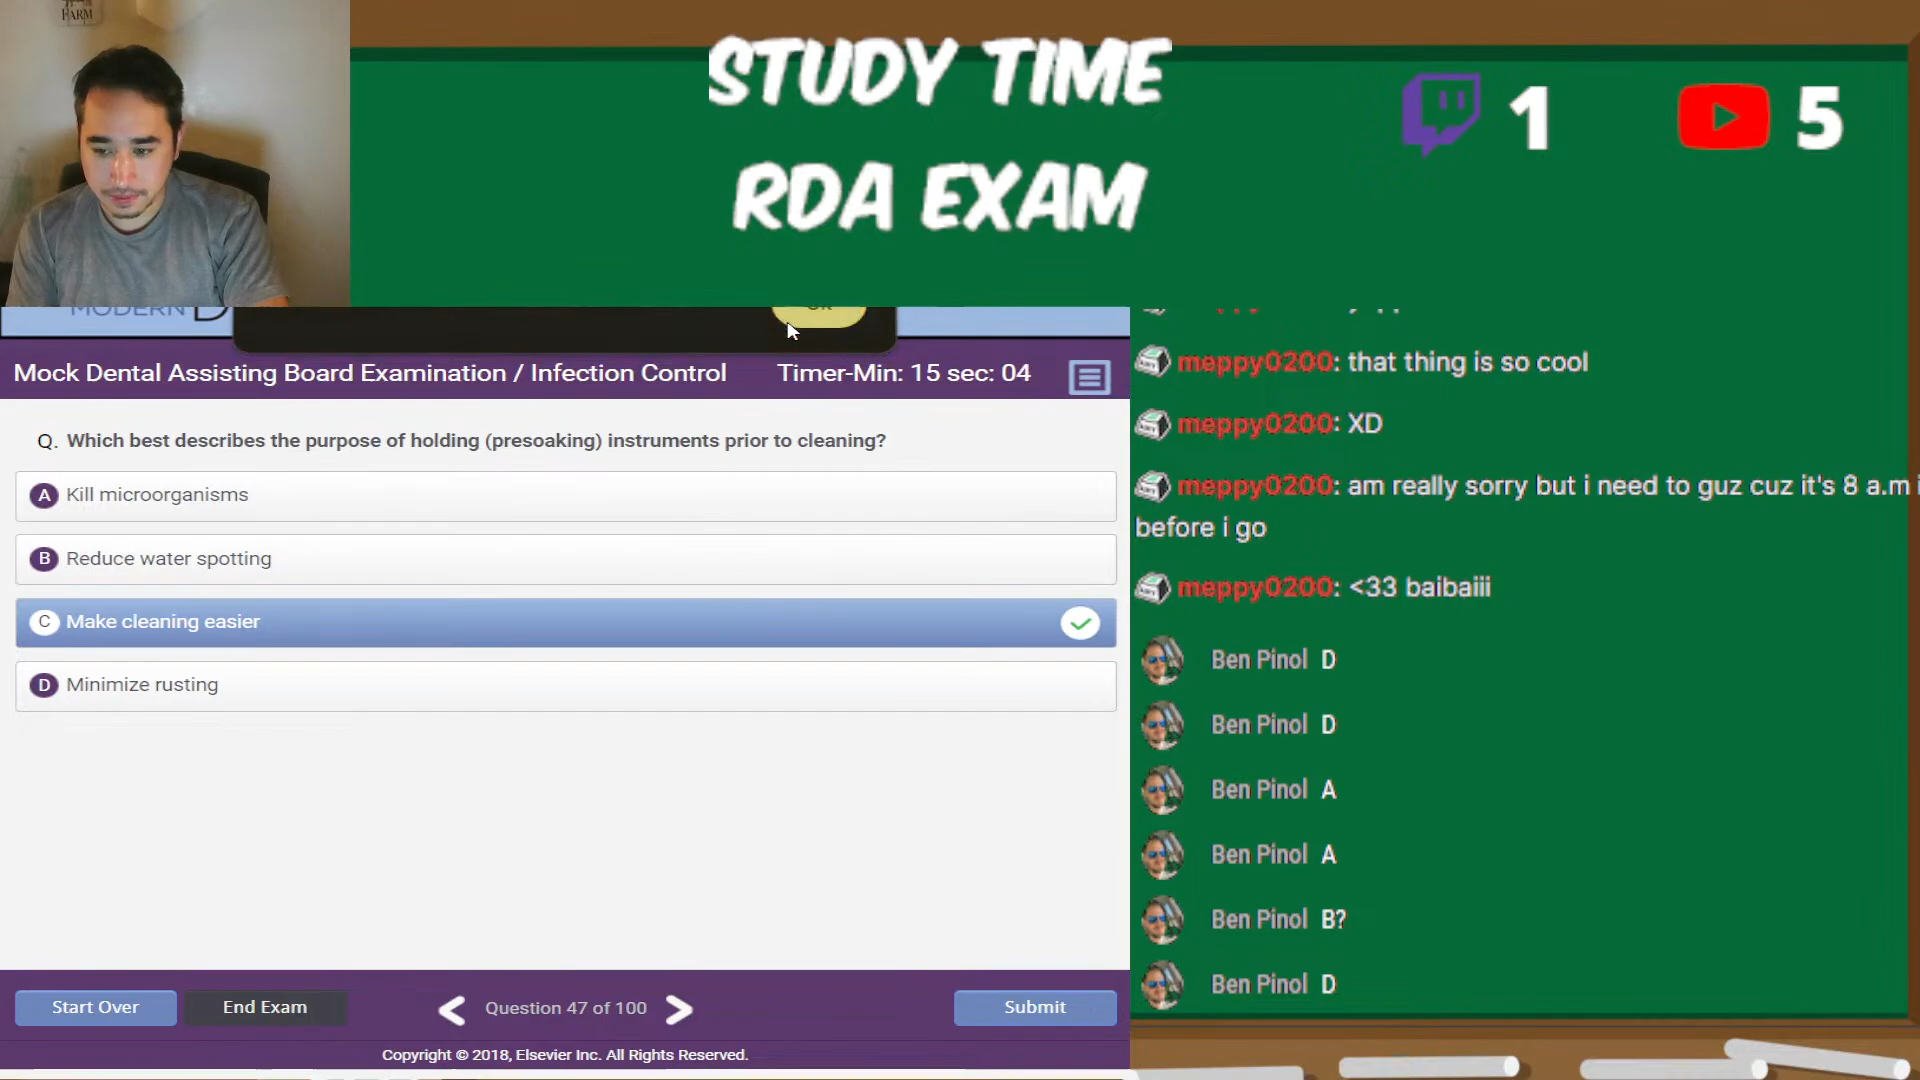 FARM
STUDY TIME
RDA EXAM
1
5
MODERN D
OK
Mock Dental Assisting Board Examination / Infection Control
Timer-Min: 15 sec: 04
Q. Which best describes the purpose of holding (presoaking) instruments prior to cleaning?
A Kill microorganisms
B Reduce water spotting
C Make cleaning easier
D Minimize rusting
Start Over
End Exam
Question 47 of 100
Submit
Copyright © 2018, Elsevier Inc. All Rights Reserved.
meppy0200: that thing is so cool
meppy0200: XD
meppy0200: am really sorry but i need to guz cuz it's 8 a.m i
before i go
meppy0200: <33 baibaiii
Ben Pinol D
Ben Pinol D
Ben Pinol A
Ben Pinol A
Ben Pinol B?
Ben Pinol D